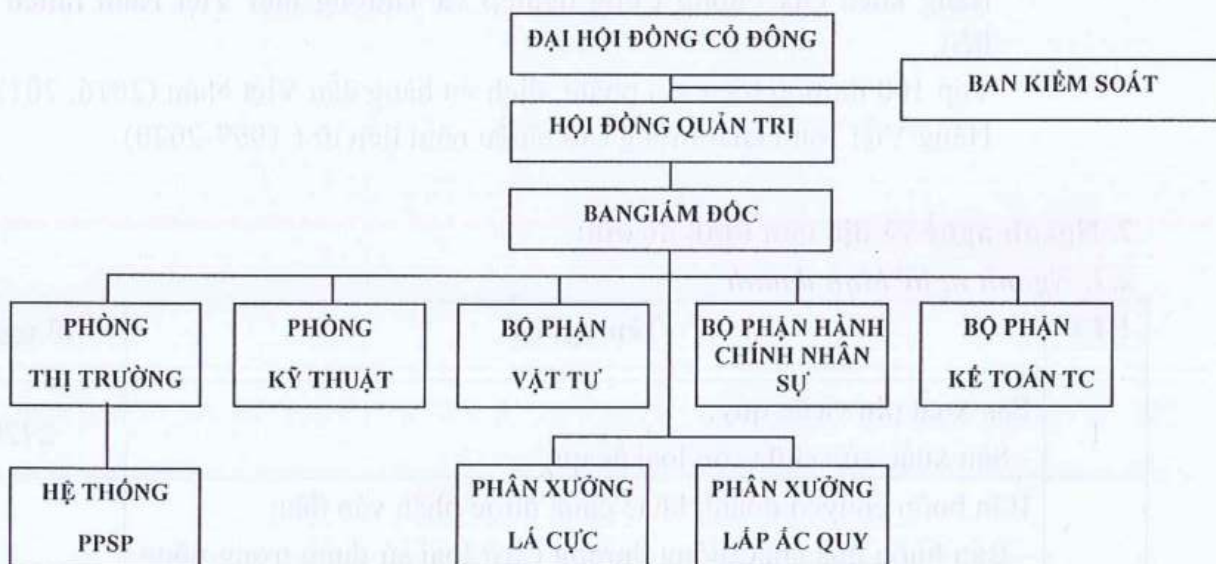 ĐẠI HỘI ĐỒNG CỔ ĐÔNG
BAN KIỂM SOÁT
HỘI ĐỒNG QUẢN TRỊ
BANGIÁM ĐỐC
PHÒNG
THỊ TRƯỜNG
PHÒNG
KỸ THUẬT
BỘ PHẬN
VẬT TƯ
BỘ PHẬN HÀNH
CHÍNH NHÂN
SỰ
BỘ PHẬN
KẾ TOÁN TC
HỆ THỐNG
PPSP
PHÂN XƯỞNG
LÁ CỰC
PHÂN XƯỞNG
LẮP ẮC QUY